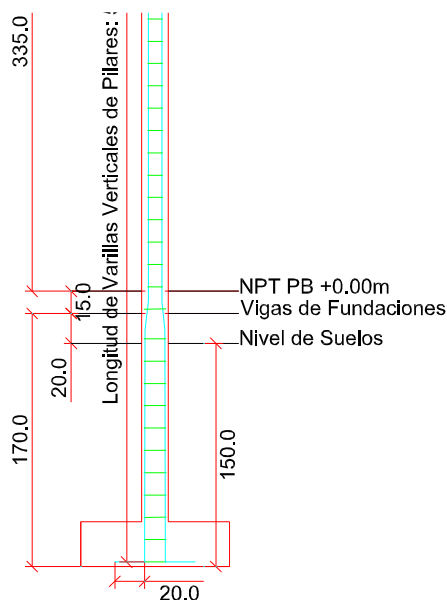 335.0
Longitud de Varillas Verticales de Pilares:
NPT PB +0.00m
15.0
Vigas de Fundaciones
Nivel de Suelos
20.0
170.0
150.0
20.0